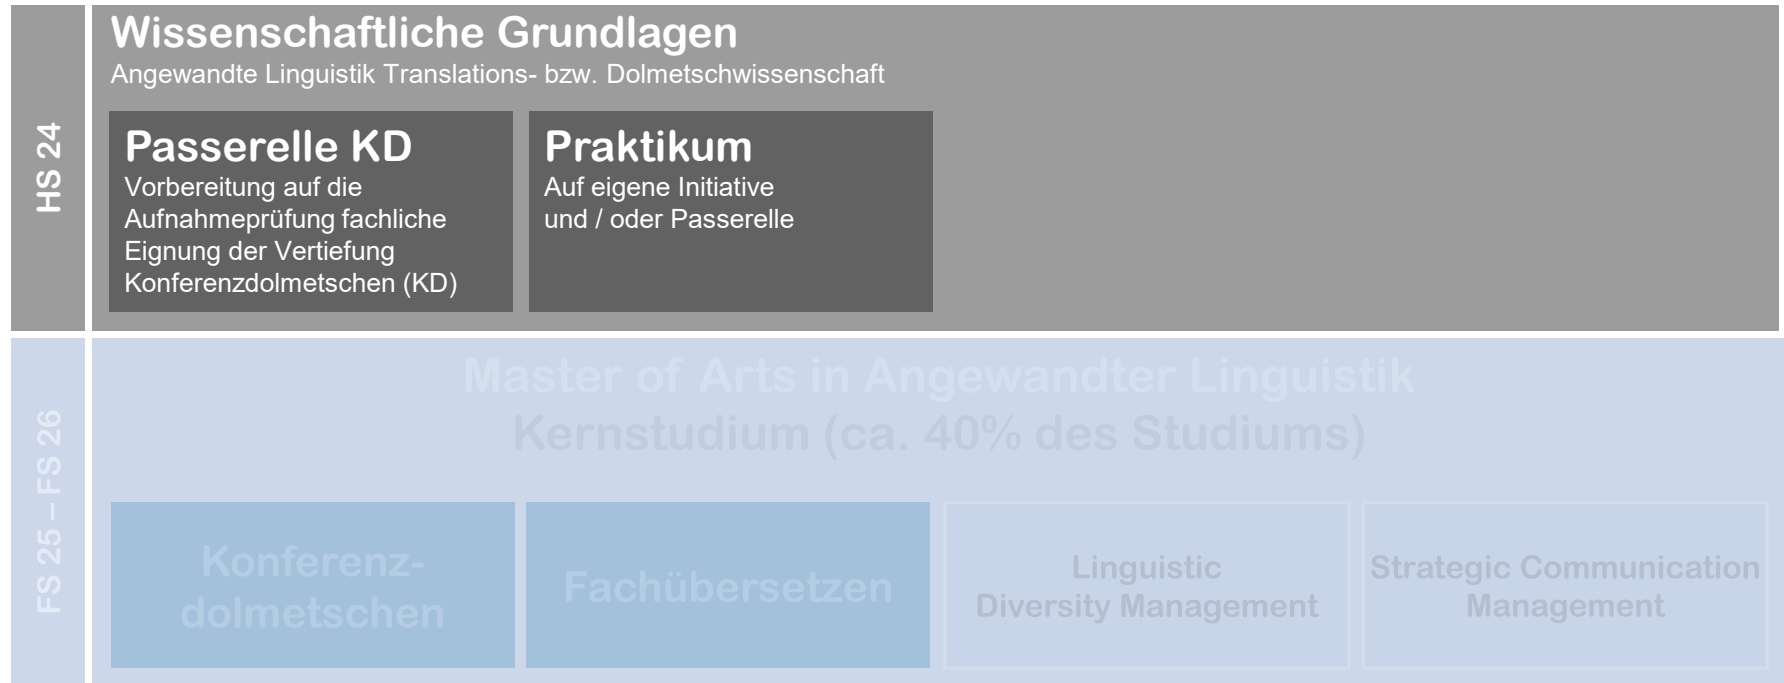 HS 24
Wissenschaftliche Grundlagen
Angewandte Linguistik Translations- bzw. Dolmetschwissenschaft
Passerelle KD
Vorbereitung auf die
Aufnahmeprüfung fachliche
Eignung der Vertiefung
Konferenzdolmetschen (KD)
Praktikum
Auf eigene Initiative
und / oder Passerelle
FS 25 – FS 26
Master of Arts in Angewandter Linguistik
Kernstudium (ca. 40% des Studiums)
Konferenz-
dolmetschen
Fachübersetzen
Linguistic
Diversity Management
Strategic Communication
Management